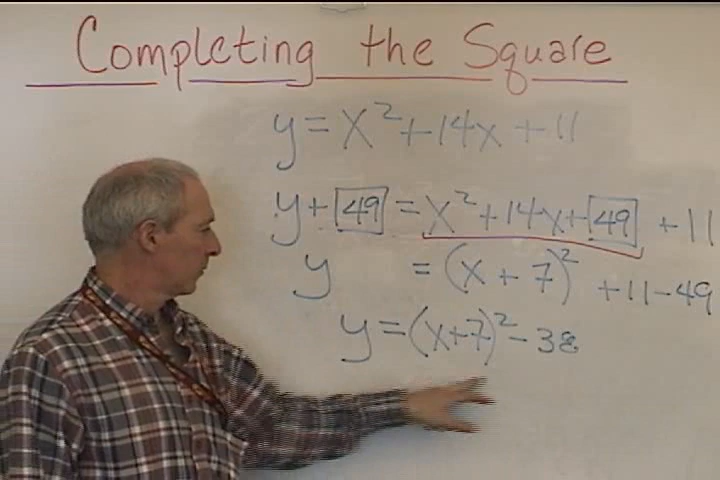 Completing the Square
y = x² + 14x + 11
y + 49 = x² + 14x + 49 + 11
y = (x + 7)² + 11 - 49
y = (x+7)² - 38